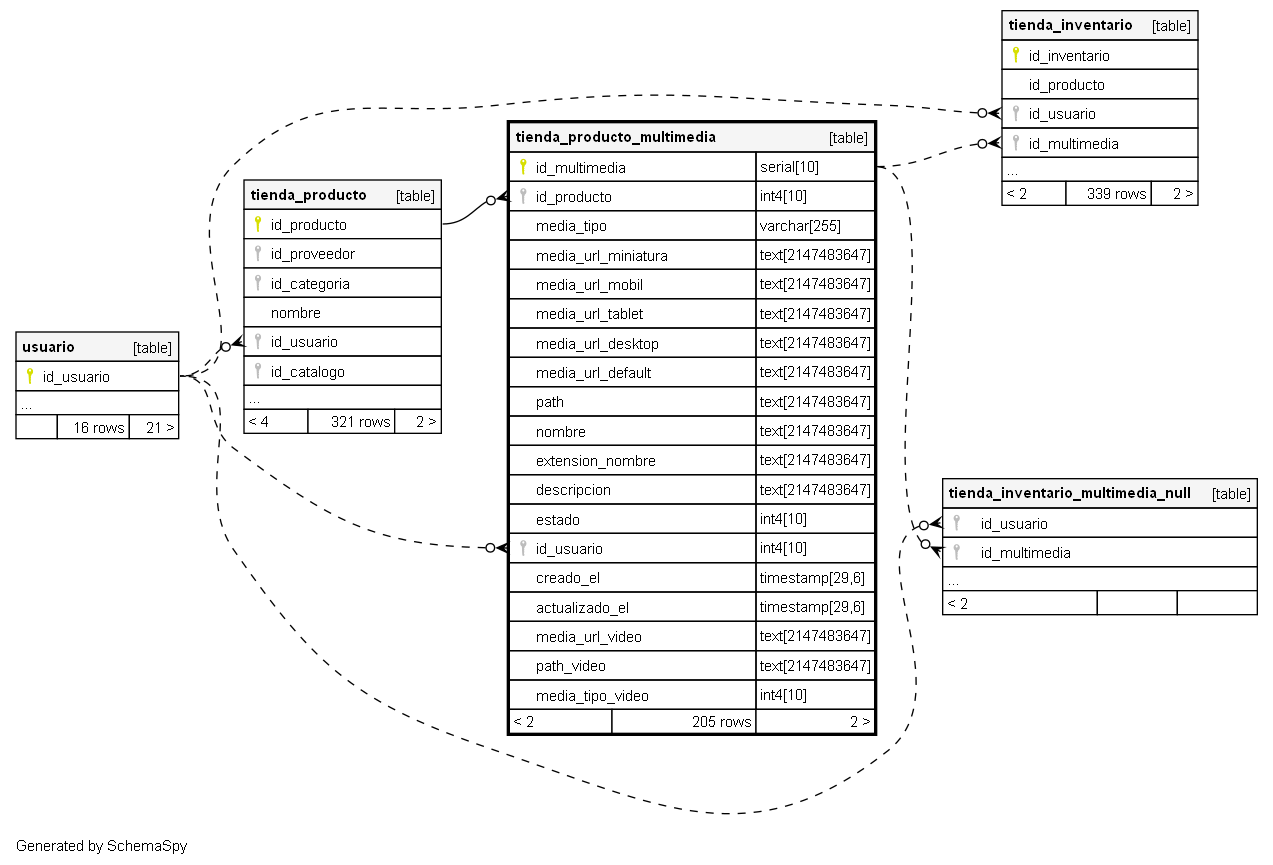 tienda_inventario [table]
id_inventario
id_producto
id_usuario
id_multimedia
...
< 2 339 rows 2 >
tienda_producto_multimedia [table]
id_multimedia serial[10]
id_producto int4[10]
media_tipo varchar[255]
media_url_miniatura text[2147483647]
media_url_mobil text[2147483647]
media_url_tablet text[2147483647]
media_url_desktop text[2147483647]
media_url_default text[2147483647]
path text[2147483647]
nombre text[2147483647]
extension_nombre text[2147483647]
descripcion text[2147483647]
estado int4[10]
id_usuario int4[10]
creado_el timestamp[29,6]
actualizado_el timestamp[29,6]
media_url_video text[2147483647]
path_video text[2147483647]
media_tipo_video int4[10]
< 2 205 rows 2 >
tienda_producto [table]
id_producto
id_proveedor
id_categoria
nombre
id_usuario
id_catalogo
...
< 4 321 rows 2 >
usuario [table]
id_usuario
...
16 rows 21 >
tienda_inventario_multimedia_null [table]
id_usuario
id_multimedia
...
< 2
Generated by SchemaSpy